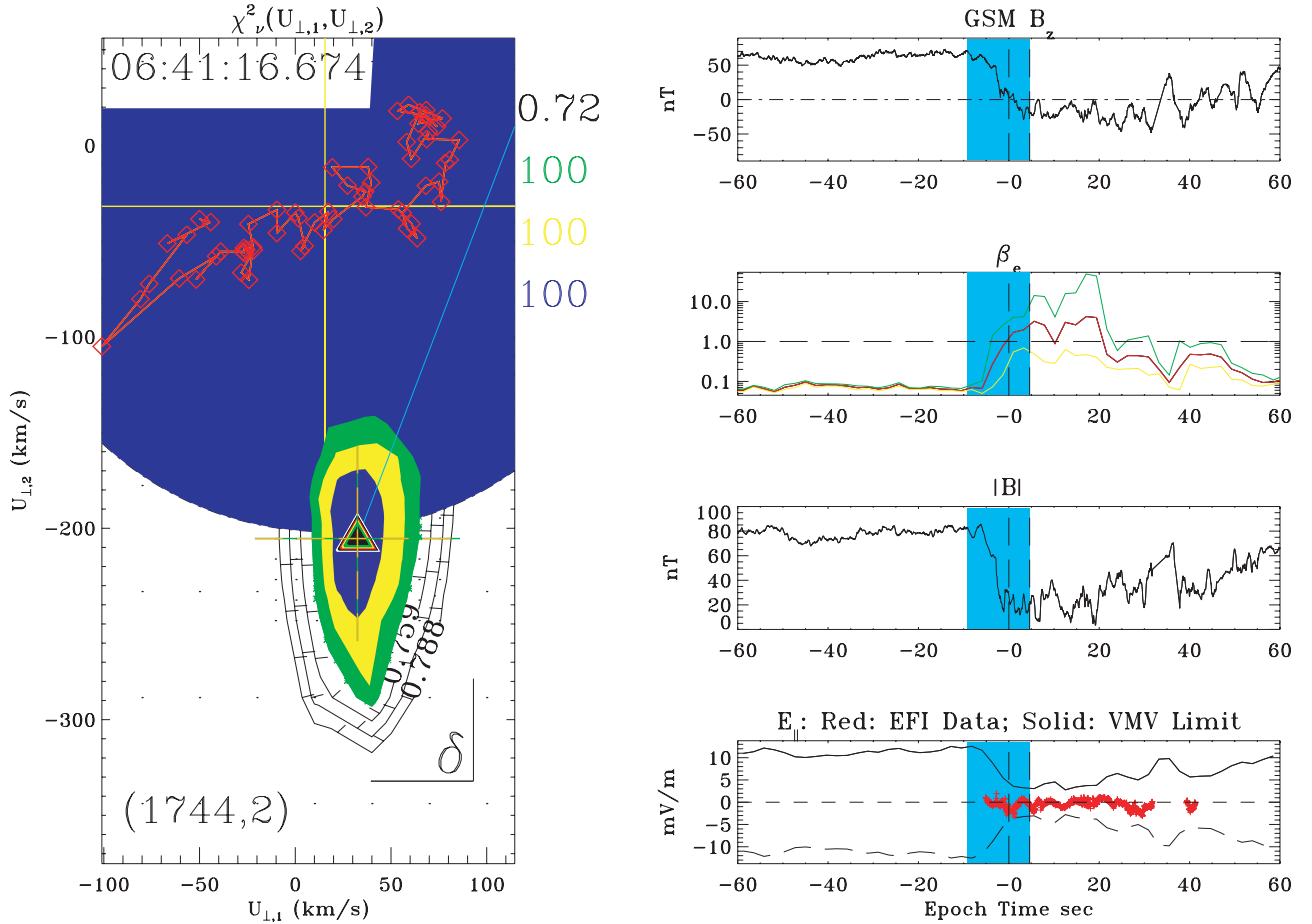 χ²ᵥ(U⊥,1,U⊥,2)
06:41:16.674
0.72
100
100
100
0
-100
-200
-300
U⊥,2 (km/s)
0.759
0.788
δ
(1744,2)
-100 -50 0 50 100
U⊥,1 (km/s)
GSM B_z
50
0
-50
nT
-60 -40 -20 -0 20 40 60
β_e
10.0
1.0
0.1
-60 -40 -20 -0 20 40 60
|B|
100
80
60
40
20
0
nT
-60 -40 -20 -0 20 40 60
E_||: Red: EFI Data; Solid: VMV Limit
10
5
0
-5
-10
mV/m
-60 -40 -20 -0 20 40 60
Epoch Time sec